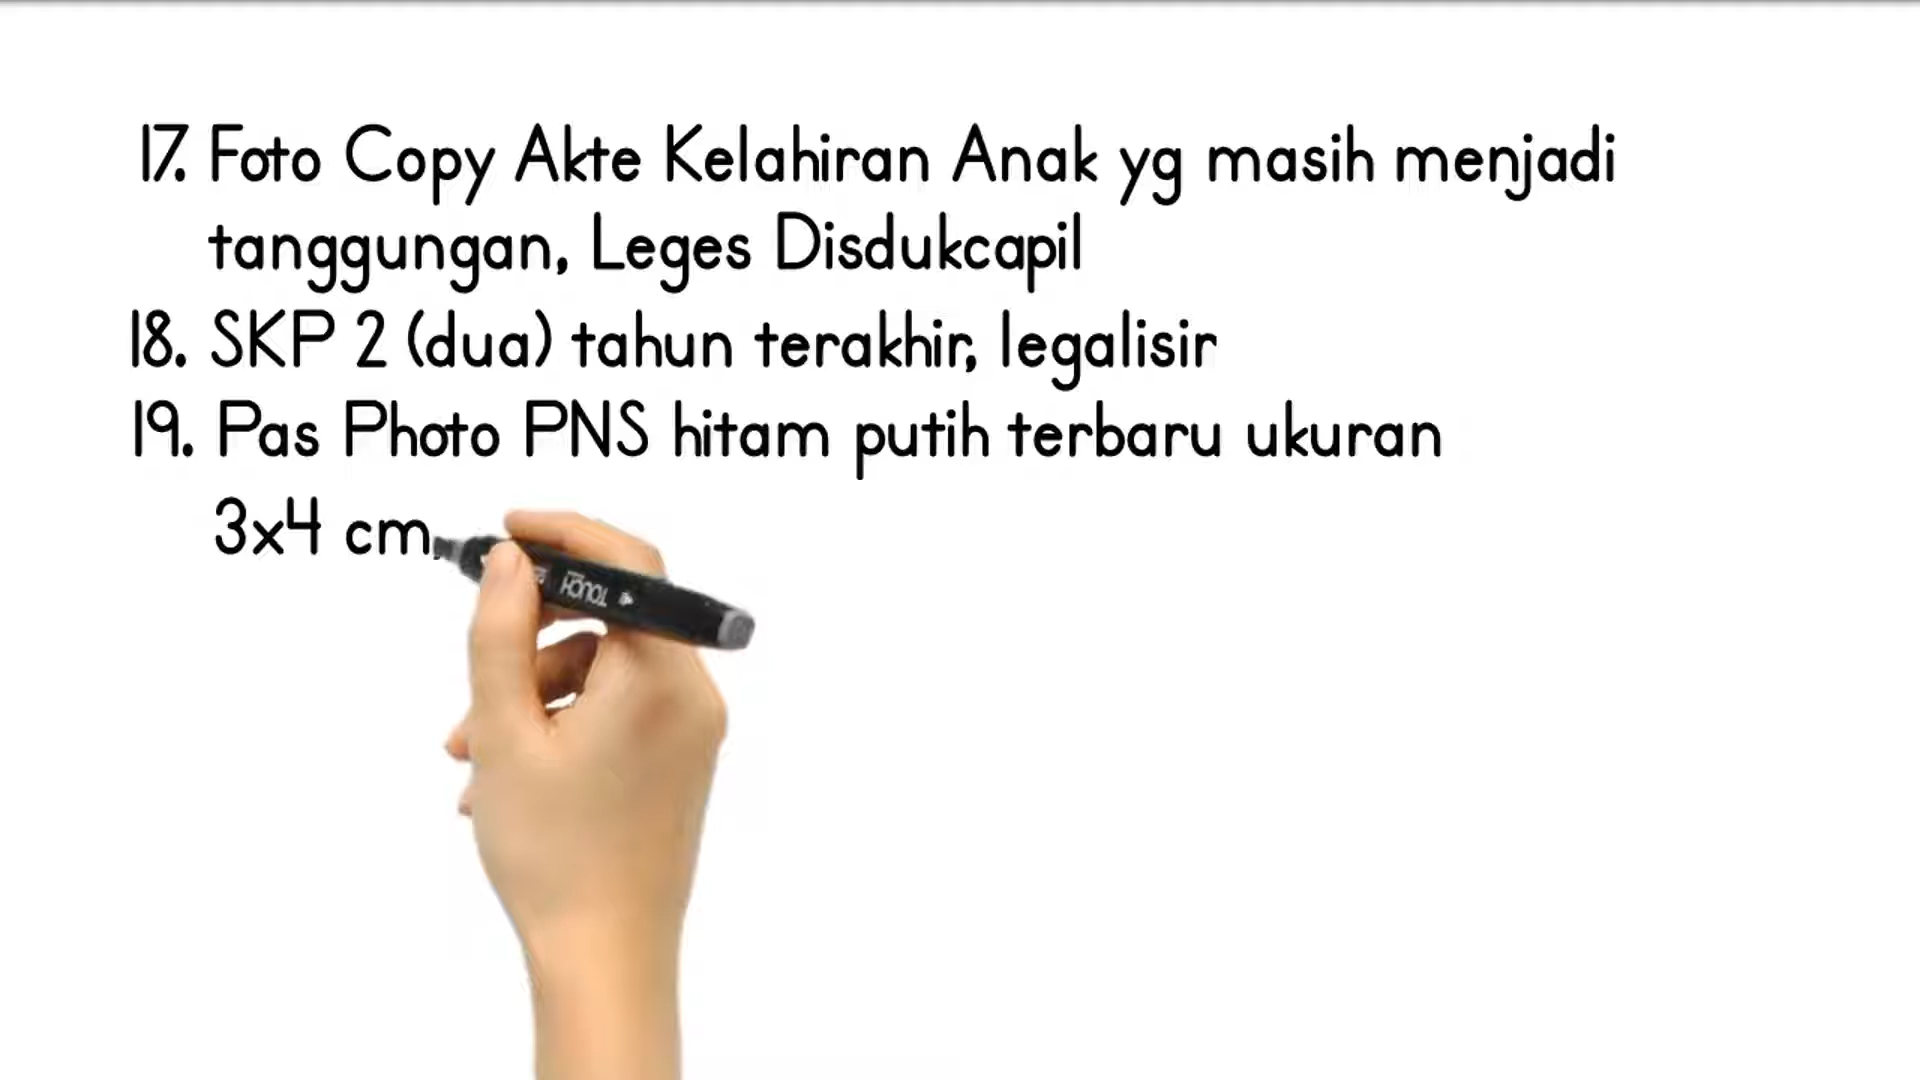 17. Foto Copy Akte Kelahiran Anak yg masih menjadi
tanggungan, Leges Disdukcapil
18. SKP 2 (dua) tahun terakhir, legalisir
19. Pas Photo PNS hitam putih terbaru ukuran
3x4 cm,
TOUCH